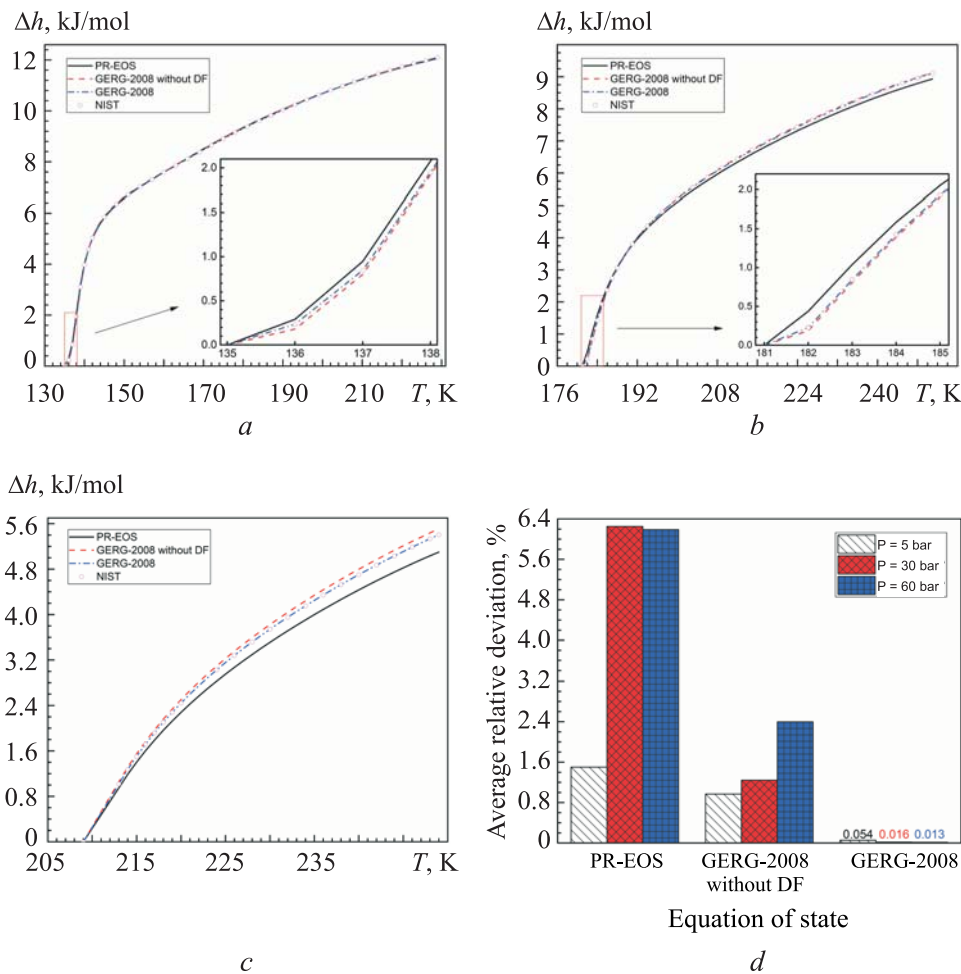 Δh, kJ/mol
12
10
8
6
4
2
0
PR-EOS
GERG-2008 without DF
GERG-2008
NIST
2.0
1.5
1.0
0.5
0.0
135 136 137 138
130 150 170 190 210 T, K
a
Δh, kJ/mol
9
8
7
6
5
4
3
2
1
0
PR-EOS
GERG-2008 without DF
GERG-2008
NIST
2.0
1.5
1.0
0.5
0.0
181 182 183 184 185
176 192 208 224 240 T, K
b
Δh, kJ/mol
5.6
4.8
4.0
3.2
2.4
1.6
0.8
0
PR-EOS
GERG-2008 without DF
GERG-2008
NIST
205 215 225 235 T, K
c
Average relative deviation, %
6.4
5.6
4.8
4.0
3.2
2.4
1.6
0.8
0
P = 5 bar
P = 30 bar
P = 60 bar
0.054 0.016 0.013
PR-EOS GERG-2008 without DF GERG-2008
Equation of state
d